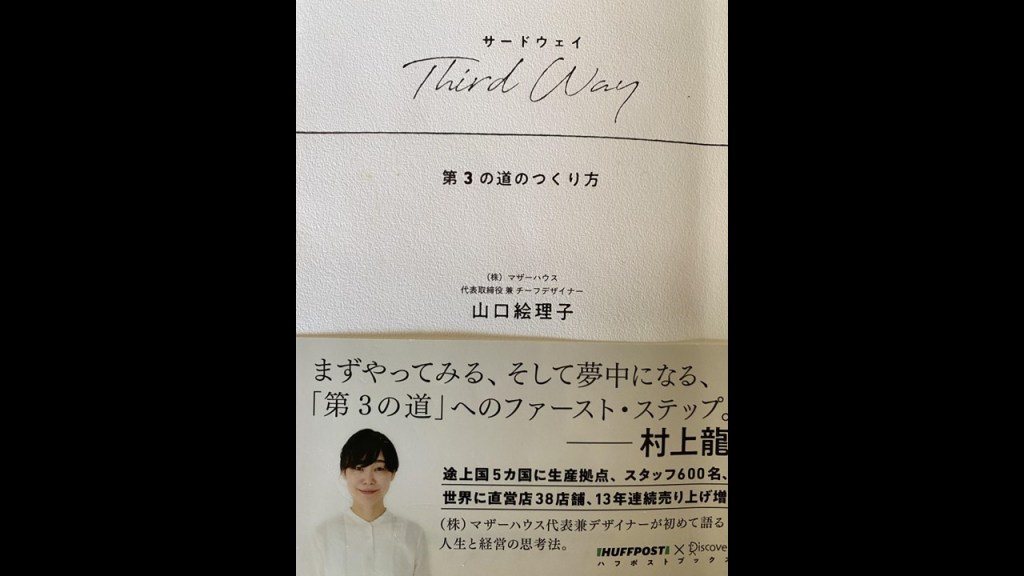 サードウェイ
Third Way
第3の道のつくり方
（株）マザーハウス
代表取締役 兼 チーフデザイナー
山口絵理子
まずやってみる、そして夢中になる、
「第3の道」へのファースト・ステップ。
—— 村上龍
途上国5カ国に生産拠点、スタッフ600名、
世界に直営店38店舗、13年連続売り上げ増
（株）マザーハウス代表兼デザイナーが初めて語る
人生と経営の思考法。
HUFFPOST × Discove
ハフポストブックス